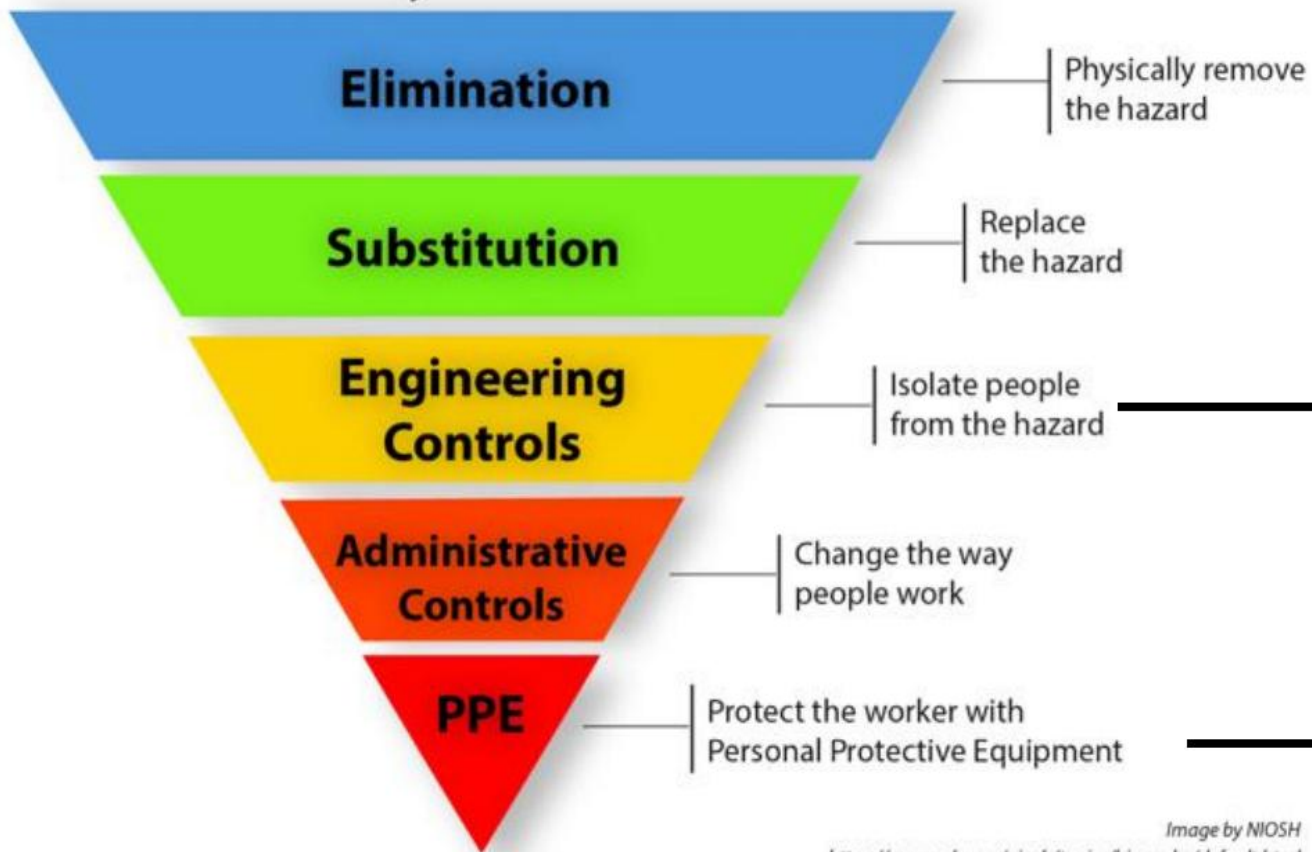 Elimination
Physically remove
the hazard
Substitution
Replace
the hazard
Engineering
Controls
Isolate people
from the hazard
Administrative
Controls
Change the way
people work
PPE
Protect the worker with
Personal Protective Equipment
Image by NIOSH